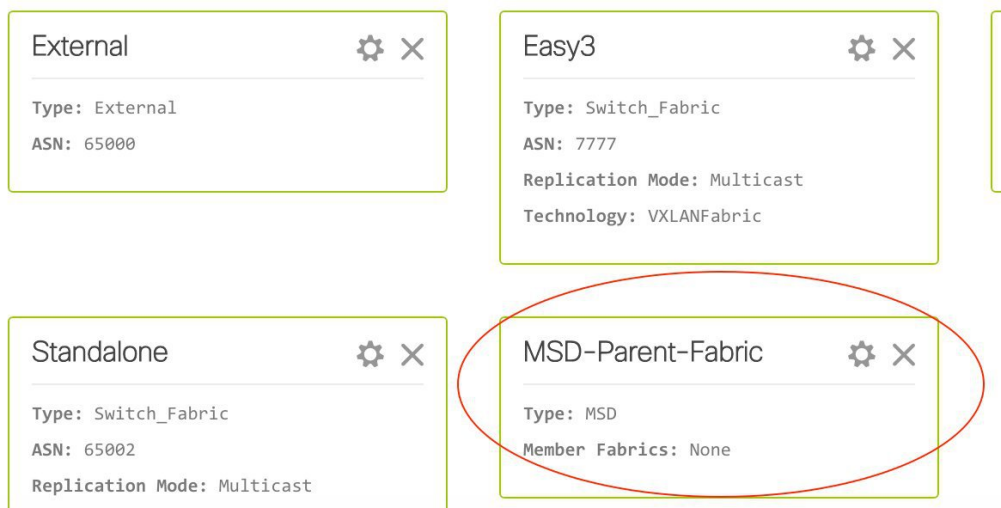 External
Type: External
ASN: 65000
Easy3
Type: Switch_Fabric
ASN: 7777
Replication Mode: Multicast
Technology: VXLANFabric
Standalone
Type: Switch_Fabric
ASN: 65002
Replication Mode: Multicast
MSD-Parent-Fabric
Type: MSD
Member Fabrics: None